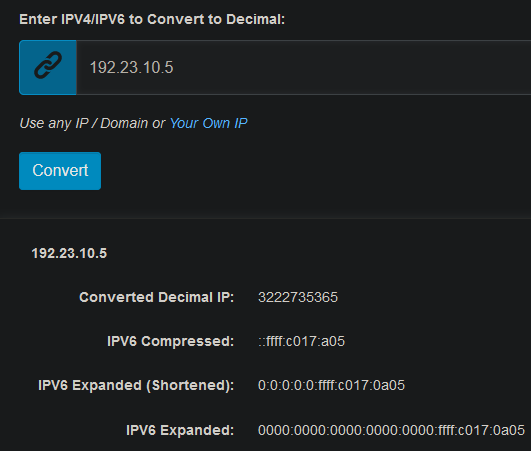 Enter IPV4/IPV6 to Convert to Decimal:
192.23.10.5
Use any IP / Domain or Your Own IP
Convert
192.23.10.5
Converted Decimal IP: 3222735365
IPV6 Compressed: ::ffff:c017:a05
IPV6 Expanded (Shortened): 0:0:0:0:0:ffff:c017:0a05
IPV6 Expanded: 0000:0000:0000:0000:0000:ffff:c017:0a05